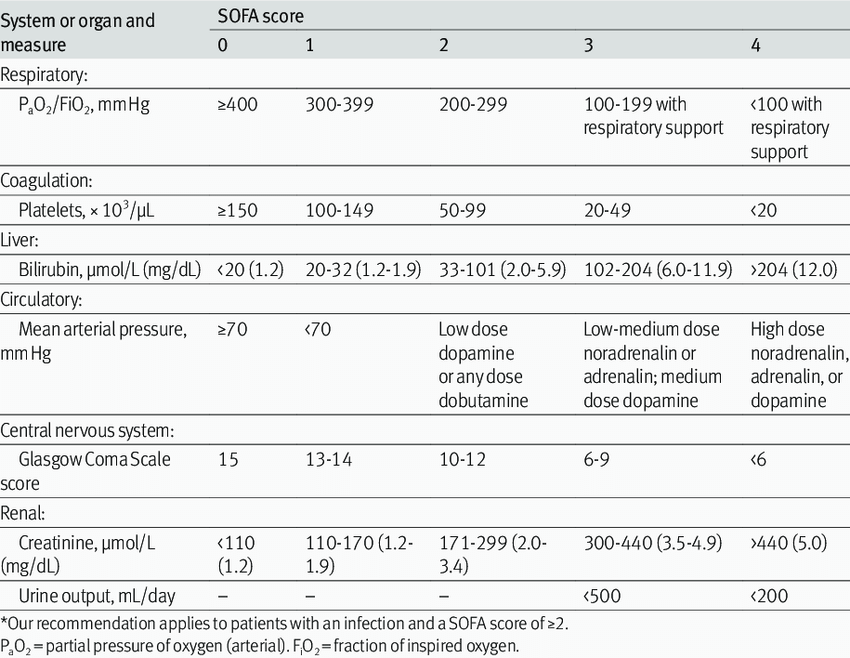 System or organ and measure SOFA score
0 1 2 3 4
Respiratory:
PaO2/FiO2, mmHg ≥400 300-399 200-299 100-199 with respiratory support <100 with respiratory support
Coagulation:
Platelets, × 10³/μL ≥150 100-149 50-99 20-49 <20
Liver:
Bilirubin, μmol/L (mg/dL) <20 (1.2) 20-32 (1.2-1.9) 33-101 (2.0-5.9) 102-204 (6.0-11.9) >204 (12.0)
Circulatory:
Mean arterial pressure, mm Hg ≥70 <70 Low dose dopamine or any dose dobutamine Low-medium dose noradrenalin or adrenalin; medium dose dopamine High dose noradrenalin, adrenalin, or dopamine
Central nervous system:
Glasgow Coma Scale score 15 13-14 10-12 6-9 <6
Renal:
Creatinine, μmol/L (mg/dL) <110 (1.2) 110-170 (1.2-1.9) 171-299 (2.0-3.4) 300-440 (3.5-4.9) >440 (5.0)
Urine output, mL/day – – – <500 <200
*Our recommendation applies to patients with an infection and a SOFA score of ≥2.
PaO2 = partial pressure of oxygen (arterial). FiO2 = fraction of inspired oxygen.